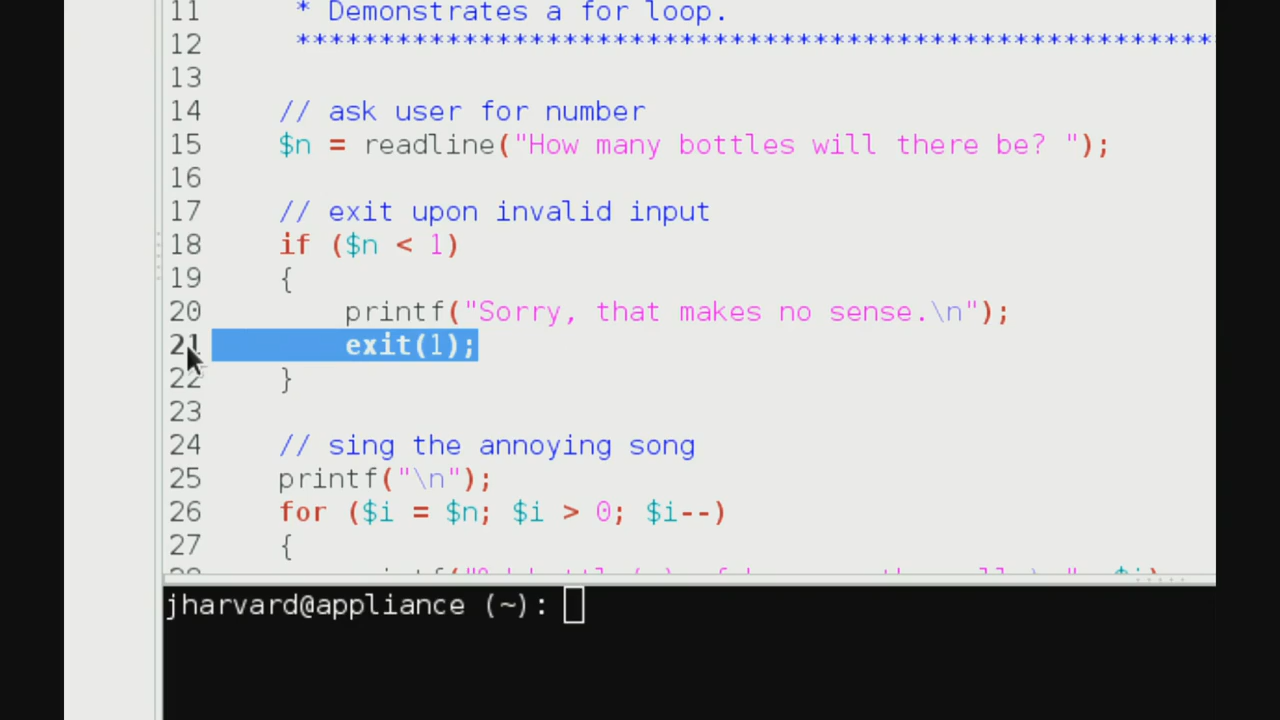 11 * Demonstrates a for loop.
12 *******************************************************
13
14 // ask user for number
15 $n = readline("How many bottles will there be? ");
16
17 // exit upon invalid input
18 if ($n < 1)
19 {
20 printf("Sorry, that makes no sense.\n");
21 exit(1);
22 }
23
24 // sing the annoying song
25 printf("\n");
26 for ($i = $n; $i > 0; $i--)
27 {
jharvard@appliance (~):